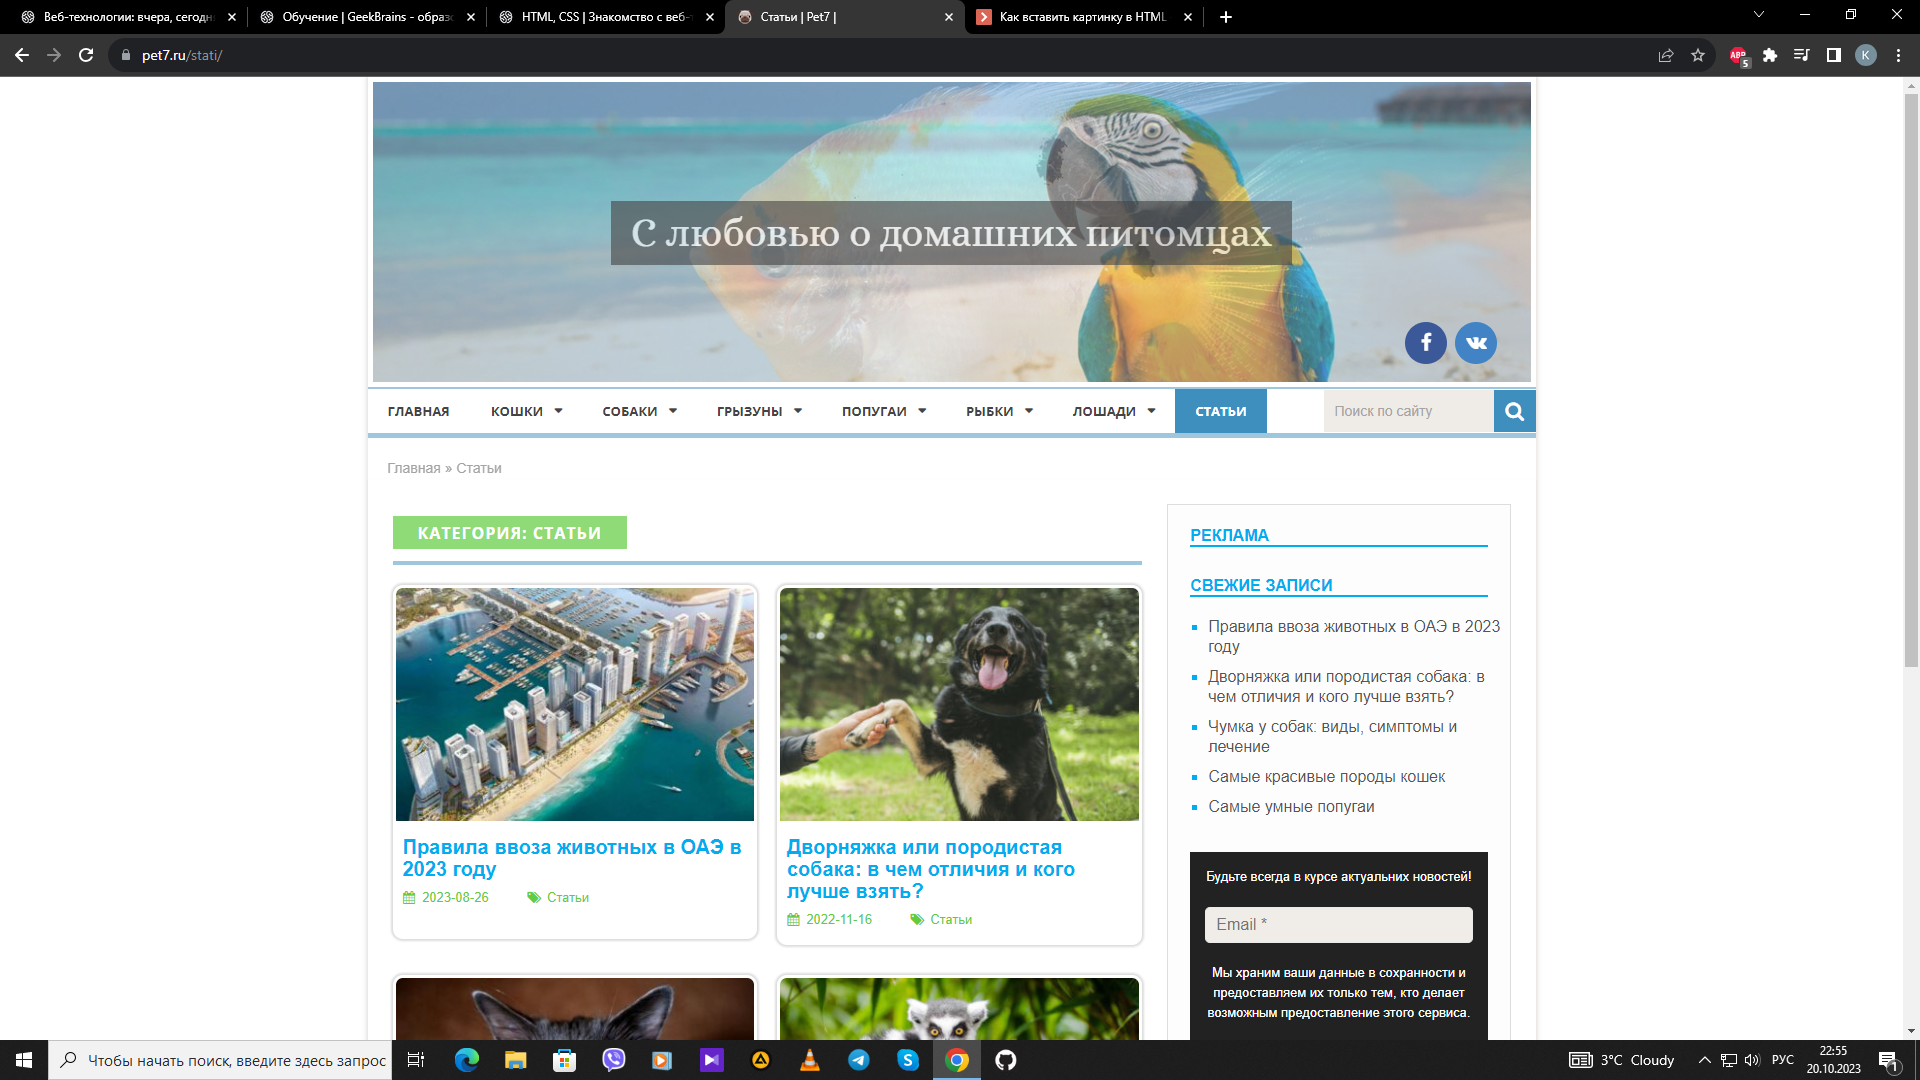 Веб-технологии: вчера, сегодн
Обучение | GeekBrains - образо
HTML, CSS | Знакомство с веб-т
Статьи | Pet7 |
Как вставить картинку в HTML
pet7.ru/stati/
ABP
5
K
С любовью о домашних питомцах
ГЛАВНАЯ
КОШКИ
СОБАКИ
ГРЫЗУНЫ
ПОПУГАИ
РЫБКИ
ЛОШАДИ
СТАТЬИ
Поиск по сайту
Главная » Статьи
КАТЕГОРИЯ: СТАТЬИ
Правила ввоза животных в ОАЭ в
2023 году
2023-08-26
Статьи
Дворняжка или породистая
собака: в чем отличия и кого
лучше взять?
2022-11-16
Статьи
РЕКЛАМА
СВЕЖИЕ ЗАПИСИ
Правила ввоза животных в ОАЭ в 2023
году
Дворняжка или породистая собака: в
чем отличия и кого лучше взять?
Чумка у собак: виды, симптомы и
лечение
Самые красивые породы кошек
Самые умные попугаи
Будьте всегда в курсе актуальних новостей!
Email *
Мы храним ваши данные в сохранности и
предоставляем их только тем, кто делает
возможным предоставление этого сервиса.
Чтобы начать поиск, введите здесь запрос
3°C Cloudy
РУС
22:55
20.10.2023
1